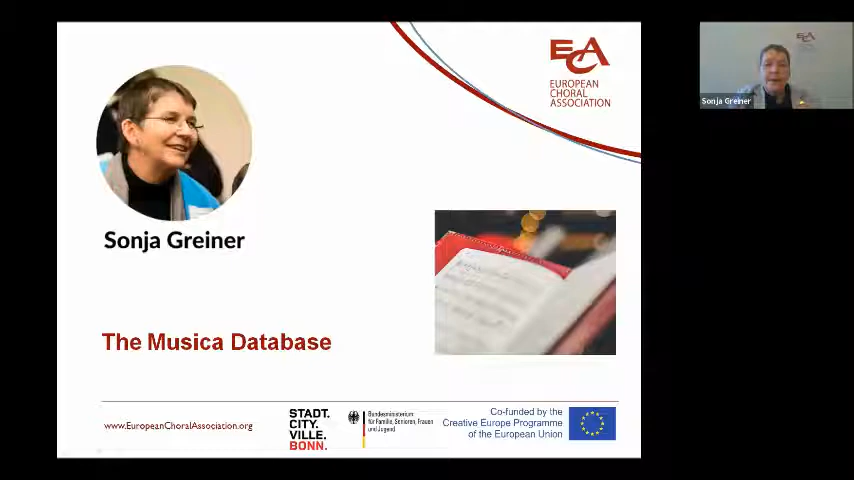 ECA
EUROPEAN
CHORAL
ASSOCIATION
Sonja Greiner
Sonja Greiner
The Musica Database
www.EuropeanChoralAssociation.org
STADT.
CITY.
VILLE.
BONN.
Bundesministerium
für Familie, Senioren, Frauen
und Jugend
Co-funded by the
Creative Europe Programme
of the European Union